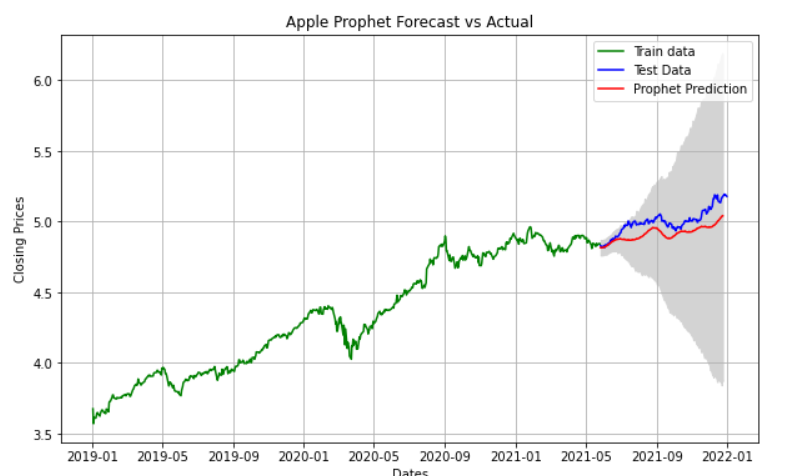 Apple Prophet Forecast vs Actual
Train data
Test Data
Prophet Prediction
6.0
5.5
5.0
4.5
4.0
3.5
Closing Prices
2019-01 2019-05 2019-09 2020-01 2020-05 2020-09 2021-01 2021-05 2021-09 2022-01
Dates